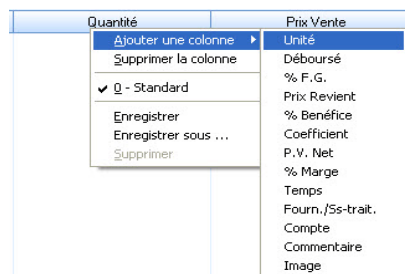 Quantité Prix Vente
Ajouter une colonne
Supprimer la colonne
0 - Standard
Enregistrer
Enregistrer sous ...
Supprimer
Unité
Déboursé
% F.G.
Prix Revient
% Benéfice
Coefficient
P.V. Net
% Marge
Temps
Fourn./Ss-trait.
Compte
Commentaire
Image